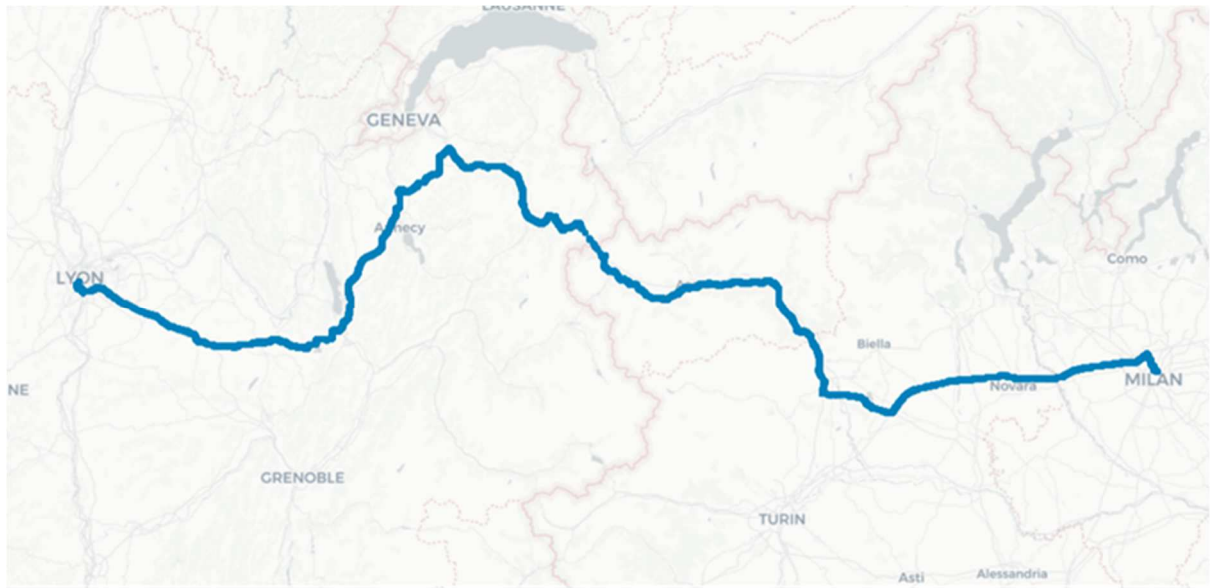 LAUSANNE
GENEVA
Annecy
LYON
Como
Biella
NE
MILAN
Novara
GRENOBLE
TURIN
Asti
Alessandria